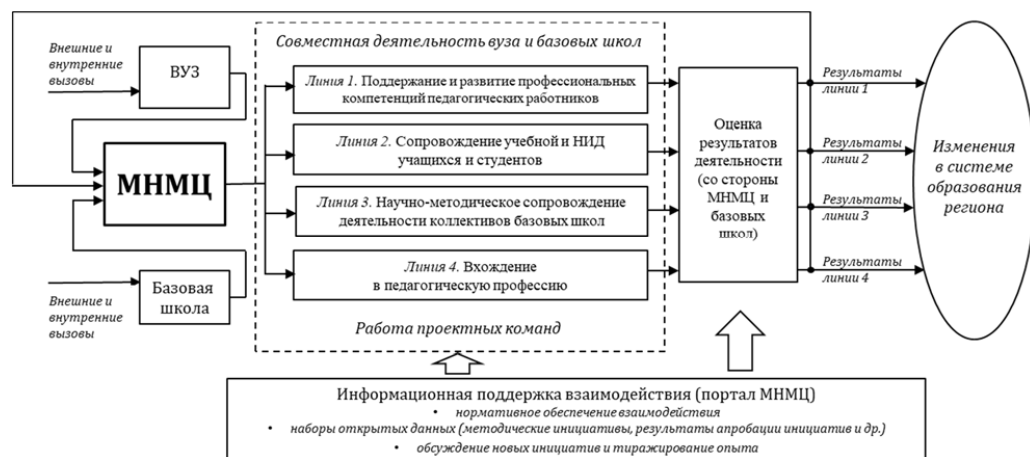 Внешние и
внутренние
вызовы
ВУЗ
МНМЦ
Внешние и
внутренние
вызовы
Базовая
школа
Совместная деятельность вуза и базовых школ
Линия 1. Поддержание и развитие профессиональных
компетенций педагогических работников
Линия 2. Сопровождение учебной и НИД
учащихся и студентов
Линия 3. Научно-методическое сопровождение
деятельности коллективов базовых школ
Линия 4. Вхождение
в педагогическую профессию
Работа проектных команд
Оценка
результатов
деятельности
(со стороны
МНМЦ и
базовых
школ)
Результаты
линии 1
Результаты
линии 2
Результаты
линии 3
Результаты
линии 4
Изменения
в системе
образования
региона
Информационная поддержка взаимодействия (портал МНМЦ)
• нормативное обеспечение взаимодействия
• наборы открытых данных (методические инициативы, результаты апробации инициатив и др.)
• обсуждение новых инициатив и тиражирование опыта